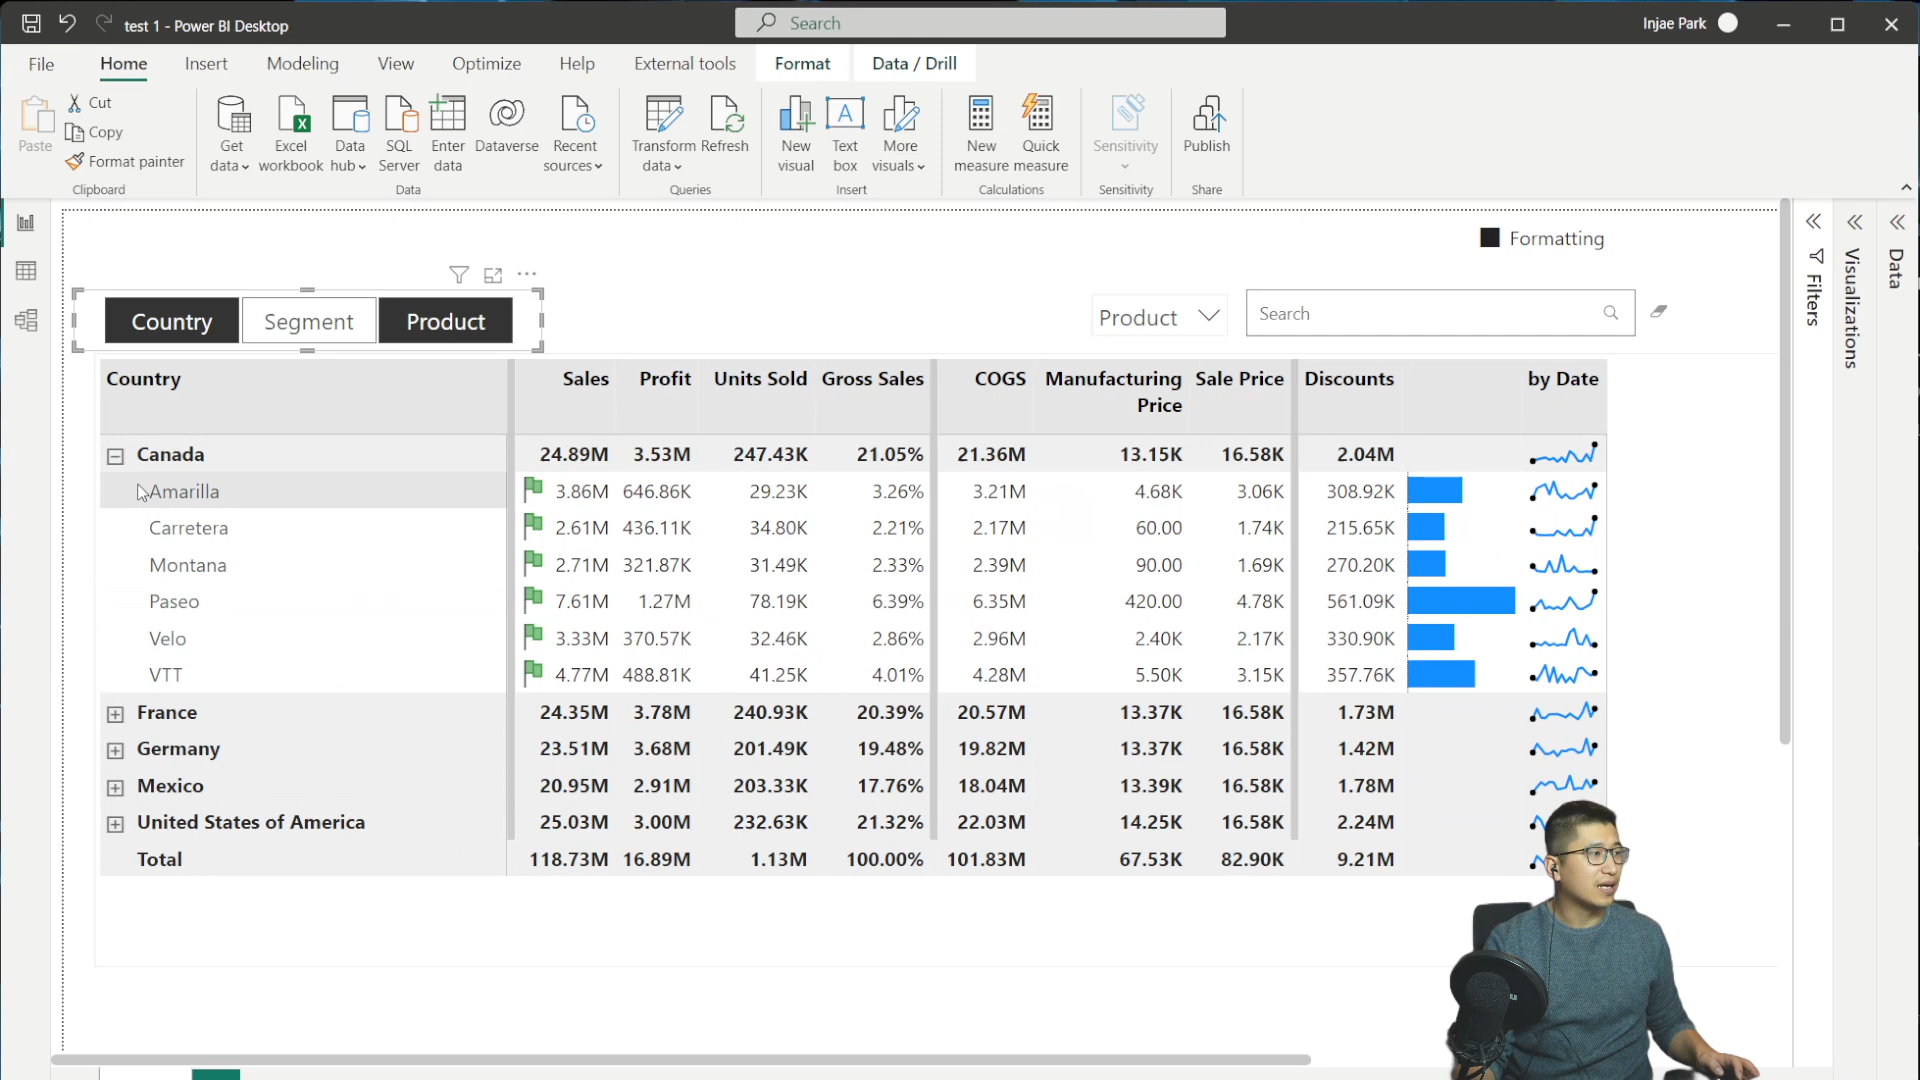 test 1 - Power BI Desktop
Search
Injae Park
File Home Insert Modeling View Optimize Help External tools Format Data / Drill
Paste
Cut
Copy
Format painter
Clipboard
Get data
Excel workbook
Data hub
SQL Server
Enter data
Dataverse
Recent sources
Data
Transform data
Refresh
Queries
New visual
Text box
More visuals
Insert
New measure
Quick measure
Calculations
Sensitivity
Sensitivity
Publish
Share
Formatting
Country Segment Product
Product
Search
Filters
Visualizations
Data
Country Sales Profit Units Sold Gross Sales COGS Manufacturing Price Sale Price Discounts by Date
Canada 24.89M 3.53M 247.43K 21.05% 21.36M 13.15K 16.58K 2.04M
Amarilla 3.86M 646.86K 29.23K 3.26% 3.21M 4.68K 3.06K 308.92K
Carretera 2.61M 436.11K 34.80K 2.21% 2.17M 60.00 1.74K 215.65K
Montana 2.71M 321.87K 31.49K 2.33% 2.39M 90.00 1.69K 270.20K
Paseo 7.61M 1.27M 78.19K 6.39% 6.35M 420.00 4.78K 561.09K
Velo 3.33M 370.57K 32.46K 2.86% 2.96M 2.40K 2.17K 330.90K
VTT 4.77M 488.81K 41.25K 4.01% 4.28M 5.50K 3.15K 357.76K
France 24.35M 3.78M 240.93K 20.39% 20.57M 13.37K 16.58K 1.73M
Germany 23.51M 3.68M 201.49K 19.48% 19.82M 13.37K 16.58K 1.42M
Mexico 20.95M 2.91M 203.33K 17.76% 18.04M 13.39K 16.58K 1.78M
United States of America 25.03M 3.00M 232.63K 21.32% 22.03M 14.25K 16.58K 2.24M
Total 118.73M 16.89M 1.13M 100.00% 101.83M 67.53K 82.90K 9.21M